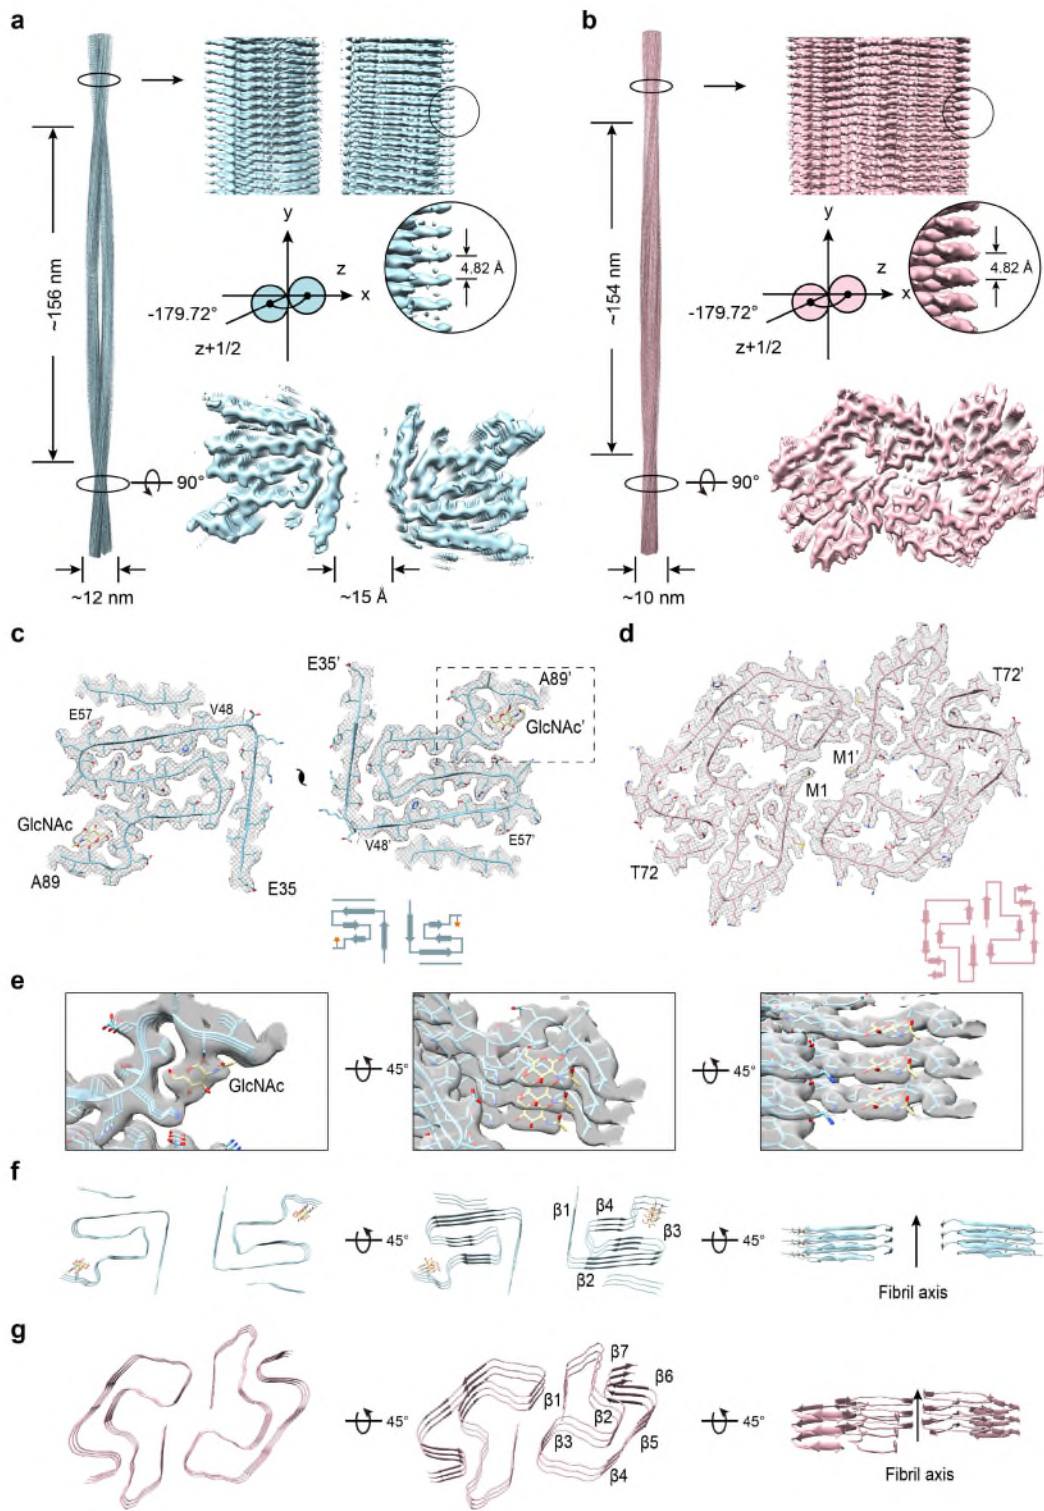 a
b
~156 nm
y
z
x
4.82 Å
-179.72°
z+1/2
90°
~12 nm
~15 Å
~154 nm
y
z
x
4.82 Å
-179.72°
z+1/2
90°
~10 nm
c
E57
V48
GlcNAc
A89
E35
E35'
A89'
GlcNAc'
V48'
E57'
d
T72'
M1'
M1
T72
e
GlcNAc
45°
45°
f
45°
β1
β4
β3
β2
45°
Fibril axis
g
45°
β7
β6
β1
β2
β3
β5
β4
45°
Fibril axis